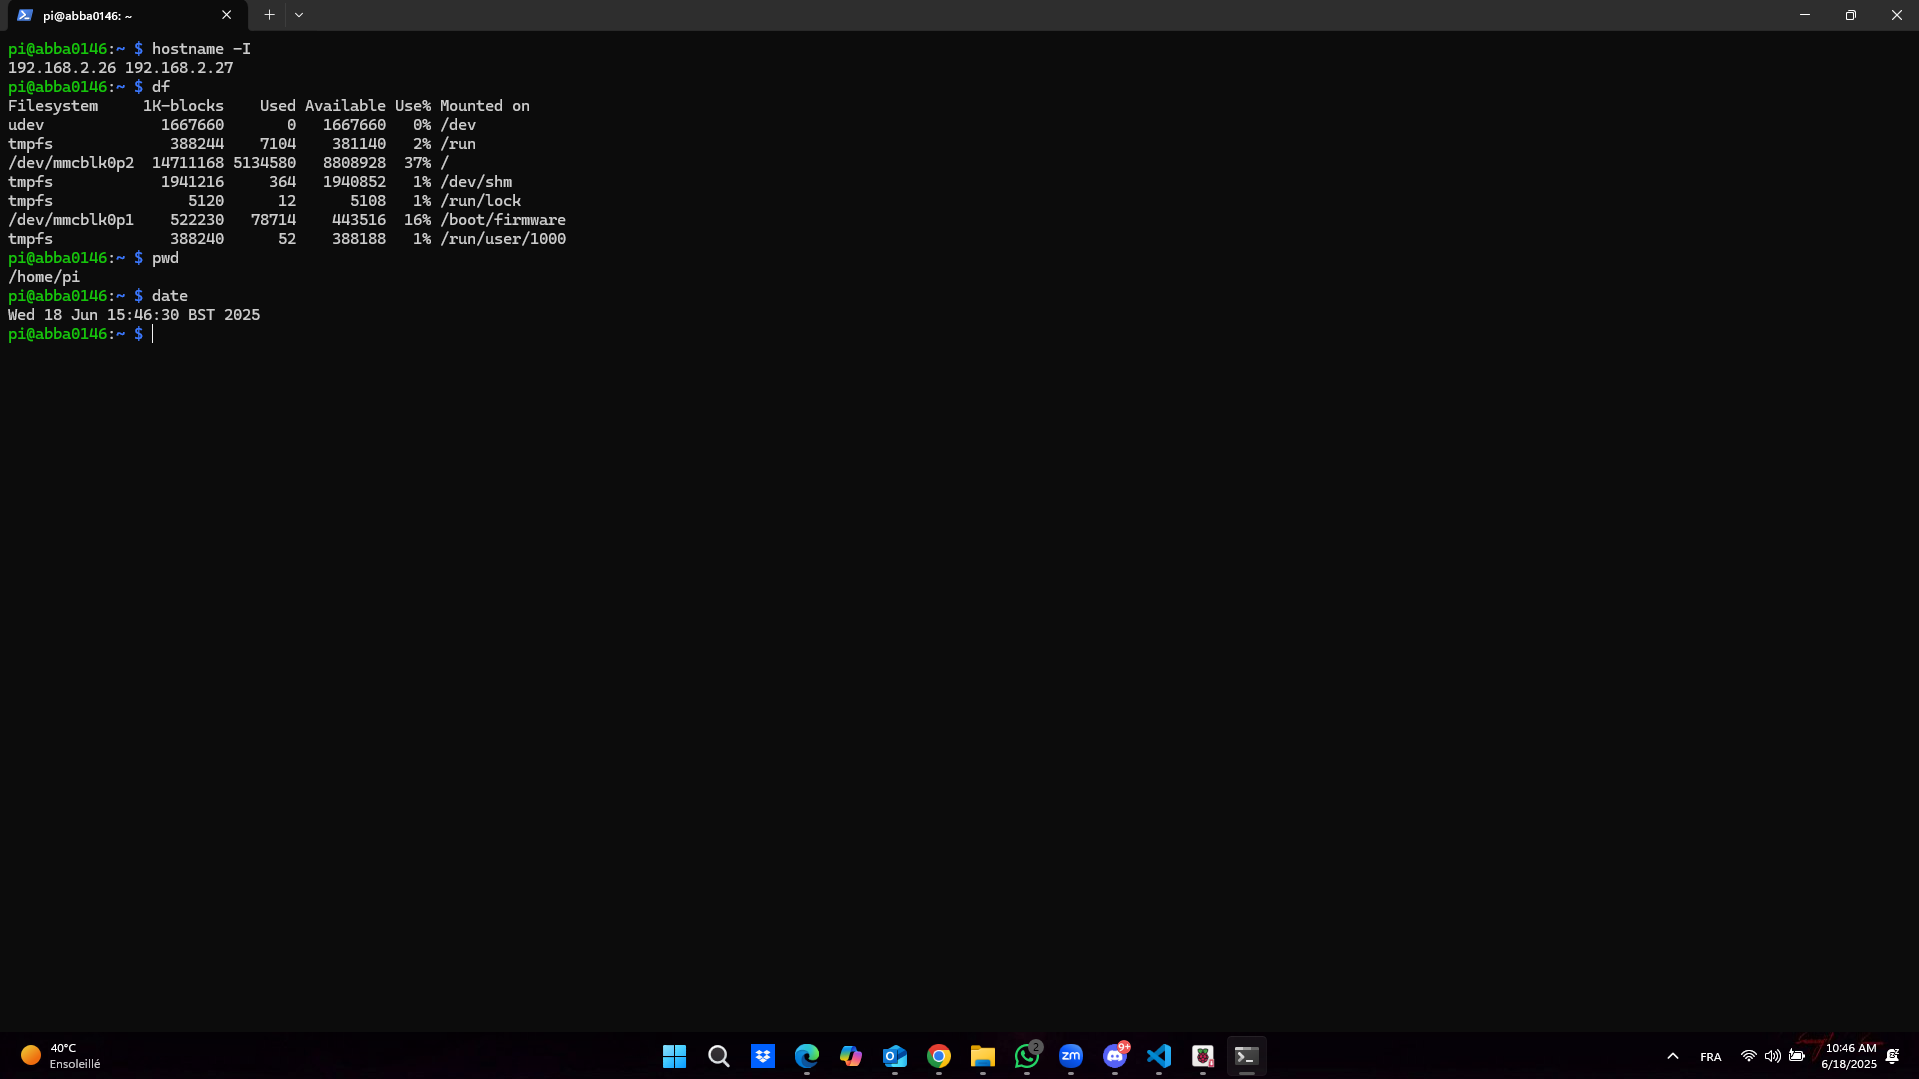 pi@abba0146: ~
pi@abba0146:~ $ hostname -I
192.168.2.26 192.168.2.27
pi@abba0146:~ $ df
Filesystem     1K-blocks    Used Available Use% Mounted on
udev             1667660       0   1667660   0% /dev
tmpfs             388244    7104    381140   2% /run
/dev/mmcblk0p2  14711168 5134580   8808928  37% /
tmpfs            1941216     364   1940852   1% /dev/shm
tmpfs               5120      12      5108   1% /run/lock
/dev/mmcblk0p1    522230   78714    443516  16% /boot/firmware
tmpfs             388240      52    388188   1% /run/user/1000
pi@abba0146:~ $ pwd
/home/pi
pi@abba0146:~ $ date
Wed 18 Jun 15:46:30 BST 2025
pi@abba0146:~ $
40°C
Ensoleillé
2
zm
9+
FRA
10:46 AM
6/18/2025